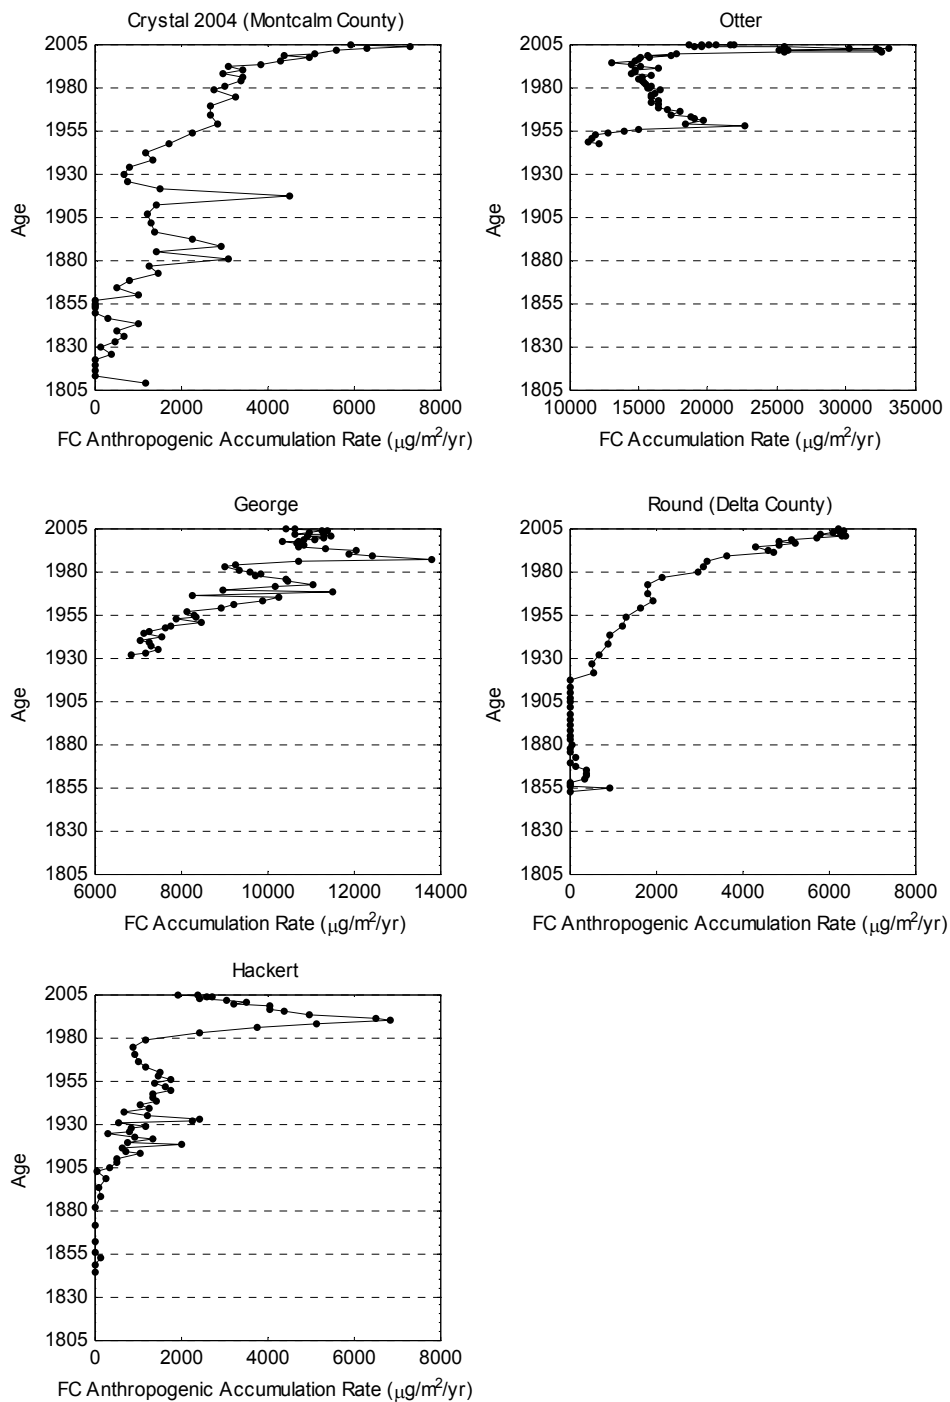 Crystal 2004 (Montcalm County)
2005
1980
1955
1930
1905
1880
1855
1830
1805
Age
0 2000 4000 6000 8000
FC Anthropogenic Accumulation Rate (µg/m²/yr)
Otter
2005
1980
1955
1930
1905
1880
1855
1830
1805
Age
10000 15000 20000 25000 30000 35000
FC Accumulation Rate (µg/m²/yr)
George
2005
1980
1955
1930
1905
1880
1855
1830
1805
Age
6000 8000 10000 12000 14000
FC Accumulation Rate (µg/m²/yr)
Round (Delta County)
2005
1980
1955
1930
1905
1880
1855
1830
1805
Age
0 2000 4000 6000 8000
FC Anthropogenic Accumulation Rate (µg/m²/yr)
Hackert
2005
1980
1955
1930
1905
1880
1855
1830
1805
Age
0 2000 4000 6000 8000
FC Anthropogenic Accumulation Rate (µg/m²/yr)